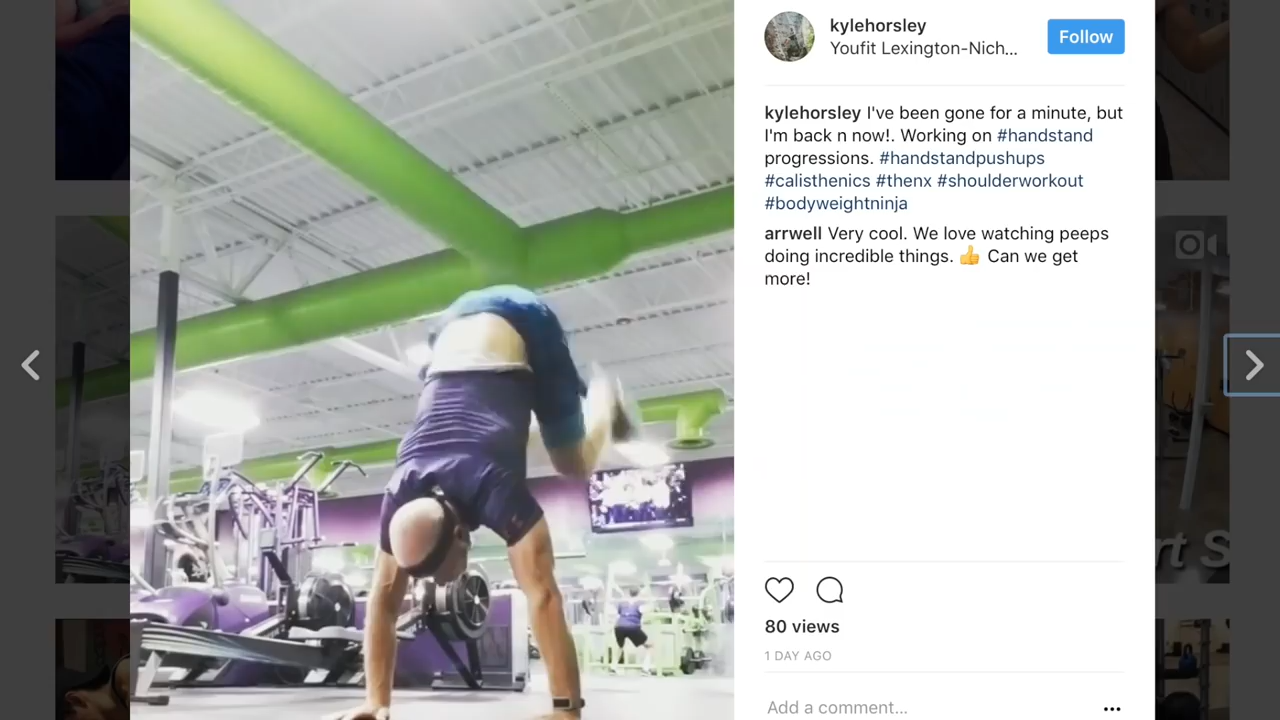 kylehorsley
Youfit Lexington-Nich...
Follow
kylehorsley I've been gone for a minute, but
I'm back n now!. Working on #handstand
progressions. #handstandpushups
#calisthenics #thenx #shoulderworkout
#bodyweightninja
arrwell Very cool. We love watching peeps
doing incredible things. 👍 Can we get
more!
rt S
80 views
1 DAY AGO
Add a comment...